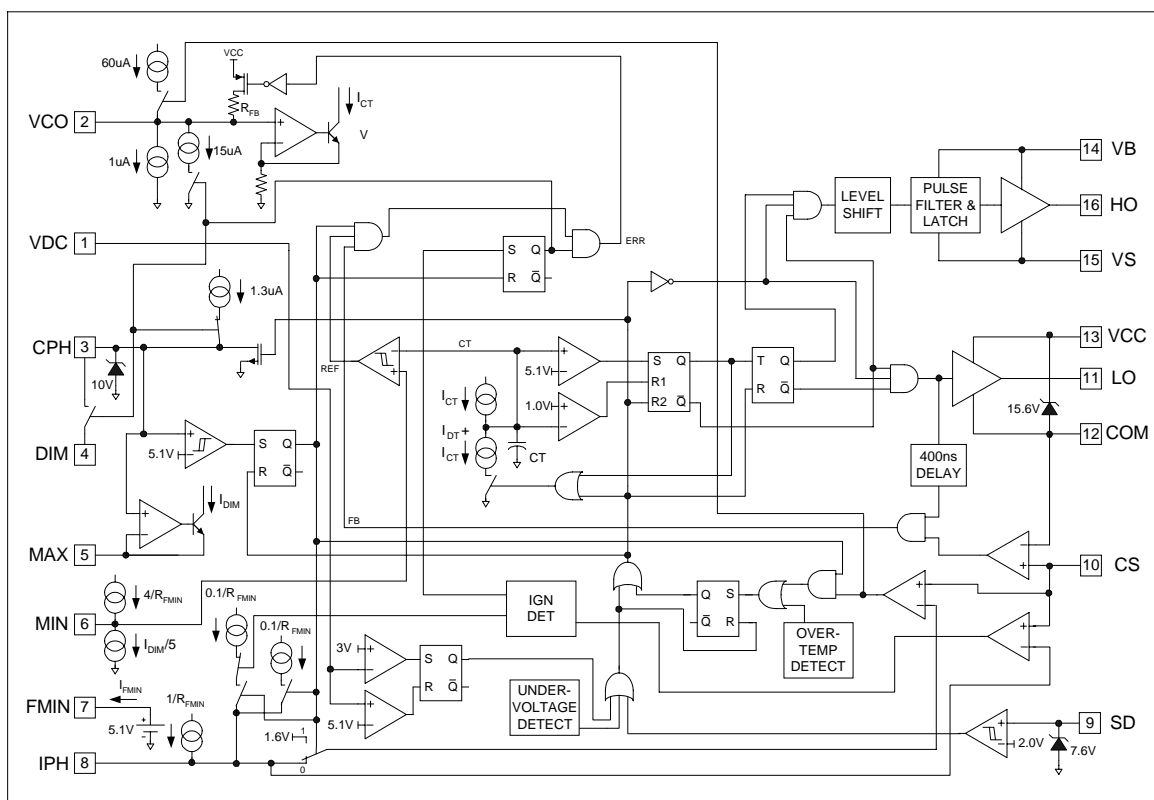 60uA
VCC
R_FB
I_CT
VCO 2
V
1uA
15uA
14 VB
LEVEL SHIFT
PULSE FILTER & LATCH
16 HO
VDC 1
ERR
S Q
R Q̅
15 VS
1.3uA
CPH 3
10V
REF
CT
5.1V
S Q
R1
R2 Q̅
T Q
R Q̅
13 VCC
11 LO
15.6V
12 COM
1.0V
I_CT
I_DT +
I_CT
CT
DIM 4
5.1V
S Q
R Q̅
400ns DELAY
I_DIM
FB
MAX 5
10 CS
4/R_FMIN
0.1/R_FMIN
MIN 6
I_DIM/5
0.1/R_FMIN
IGN DET
Q S
Q̅ R
OVER-TEMP DETECT
3V
S Q
R Q̅
UNDER-VOLTAGE DETECT
I_FMIN
FMIN 7
1/R_FMIN
5.1V
+
-
5.1V
1.6V
1
0
9 SD
2.0V
7.6V
IPH 8